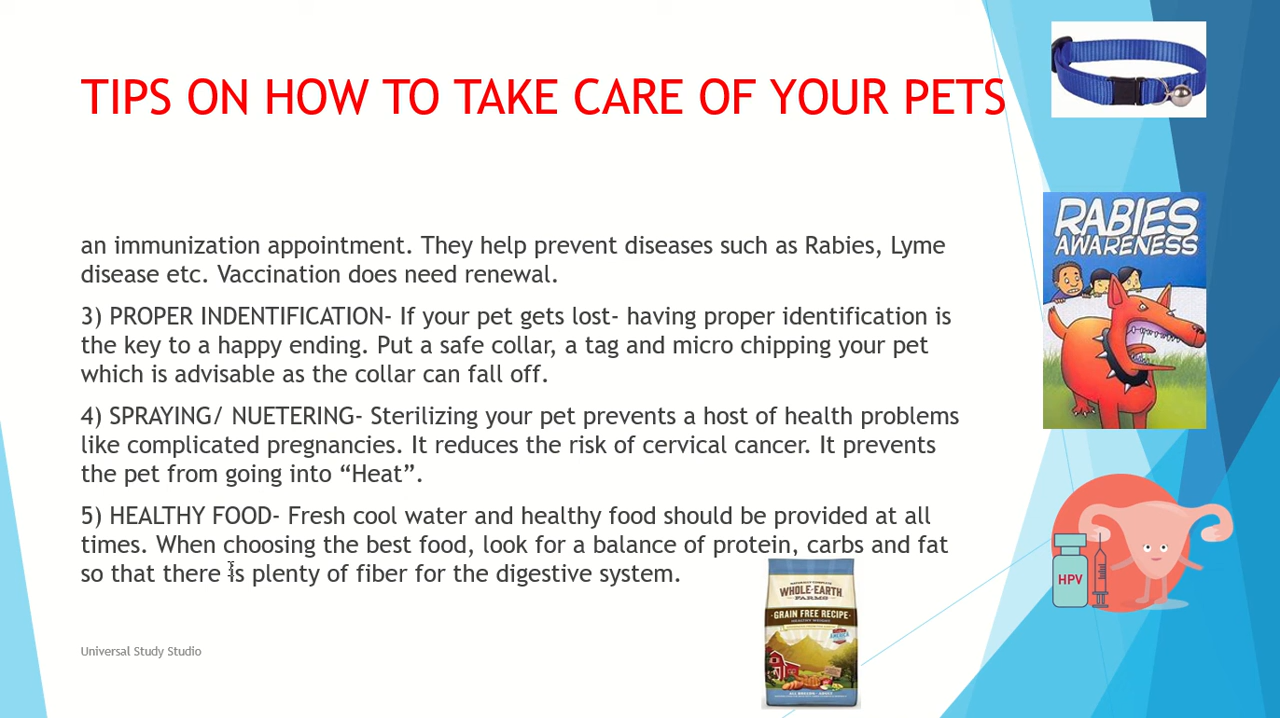 TIPS ON HOW TO TAKE CARE OF YOUR PETS
RABIES
AWARENESS
an immunization appointment. They help prevent diseases such as Rabies, Lyme
disease etc. Vaccination does need renewal.
3) PROPER INDENTIFICATION- If your pet gets lost- having proper identification is
the key to a happy ending. Put a safe collar, a tag and micro chipping your pet
which is advisable as the collar can fall off.
4) SPRAYING/ NUETERING- Sterilizing your pet prevents a host of health problems
like complicated pregnancies. It reduces the risk of cervical cancer. It prevents
the pet from going into “Heat”.
5) HEALTHY FOOD- Fresh cool water and healthy food should be provided at all
times. When choosing the best food, look for a balance of protein, carbs and fat
so that there is plenty of fiber for the digestive system.
HPV
WHOLE EARTH
FARMS
GRAIN FREE RECIPE
HEALTHY WEIGHT
AMERICA
ALL BREEDS ADULT
Universal Study Studio